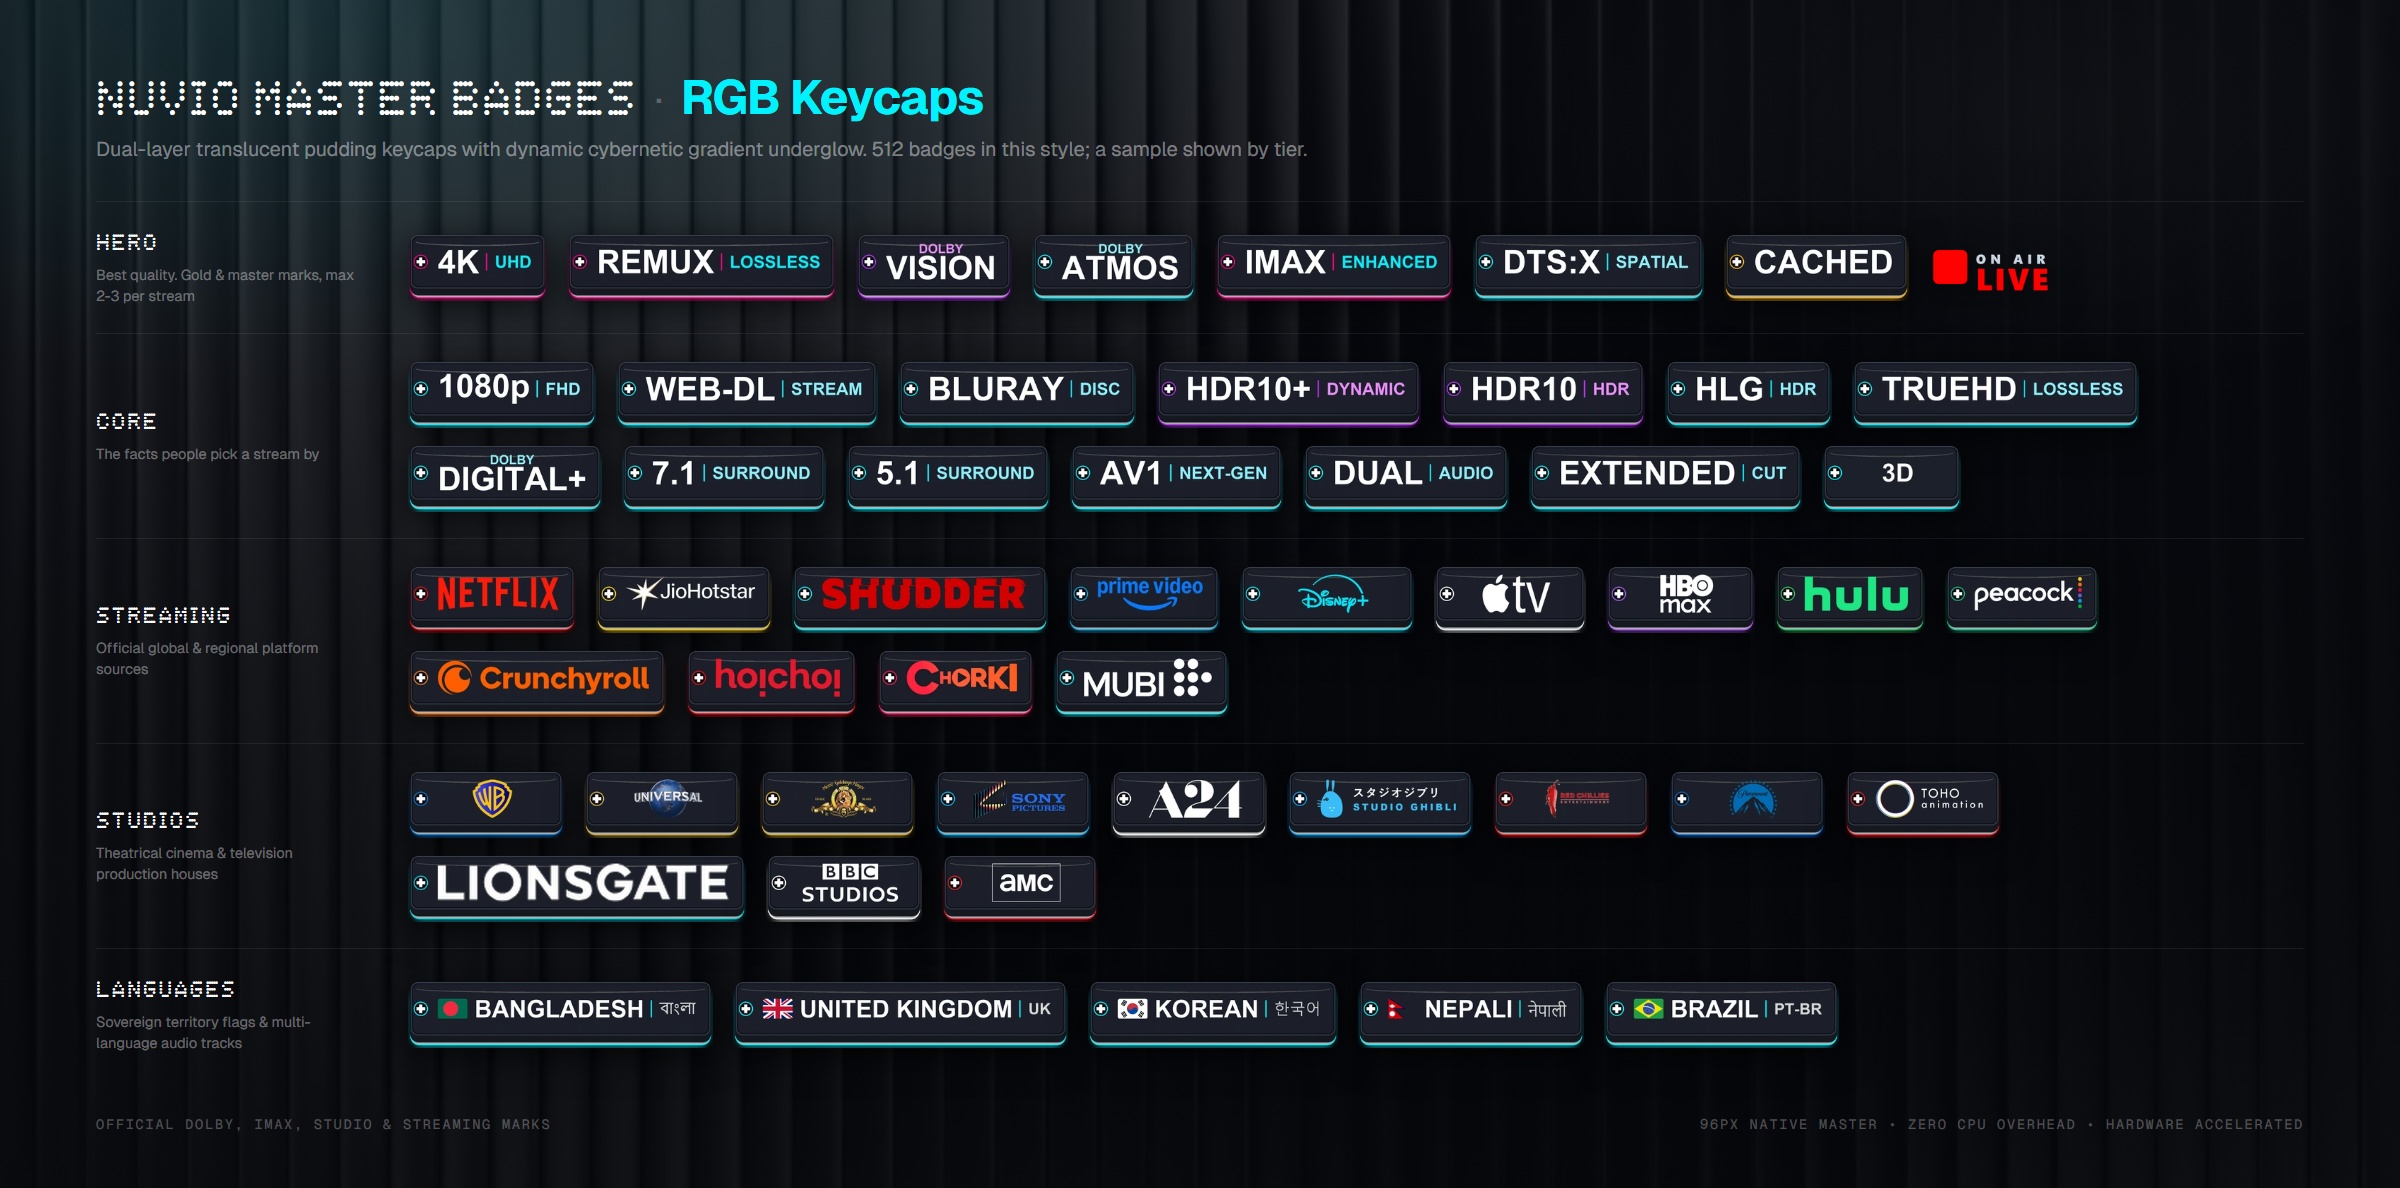 NUVIO MASTER BADGES · RGB Keycaps
Dual-layer translucent pudding keycaps with dynamic cybernetic gradient underglow. 512 badges in this style; a sample shown by tier.
HERO
Best quality. Gold & master marks, max
2-3 per stream
4K | UHD
REMUX | LOSSLESS
DOLBY
VISION
DOLBY
ATMOS
IMAX | ENHANCED
DTS:X | SPATIAL
CACHED
ON AIR
LIVE
CORE
The facts people pick a stream by
1080p | FHD
WEB-DL | STREAM
BLURAY | DISC
HDR10+ | DYNAMIC
HDR10 | HDR
HLG | HDR
TRUEHD | LOSSLESS
DOLBY
DIGITAL+
7.1 | SURROUND
5.1 | SURROUND
AV1 | NEXT-GEN
DUAL | AUDIO
EXTENDED | CUT
3D
STREAMING
Official global & regional platform
sources
NETFLIX
JioHotstar
SHUDDER
prime video
Disney+
tv
HBO
max
hulu
peacock
Crunchyroll
hoichoi
CHORKI
MUBI
STUDIOS
Theatrical cinema & television
production houses
WB
UNIVERSAL
SONY
PICTURES
A24
スタジオジブリ
STUDIO GHIBLI
RED CHILLIES
ENTERTAINMENT
Paramount
TOHO
animation
LIONSGATE
BBC
STUDIOS
aMC
LANGUAGES
Sovereign territory flags & multi-
language audio tracks
BANGLADESH | বাংলা
UNITED KINGDOM | UK
KOREAN | 한국어
NEPALI | नेपाली
BRAZIL | PT-BR
OFFICIAL DOLBY, IMAX, STUDIO & STREAMING MARKS
96PX NATIVE MASTER • ZERO CPU OVERHEAD • HARDWARE ACCELERATED